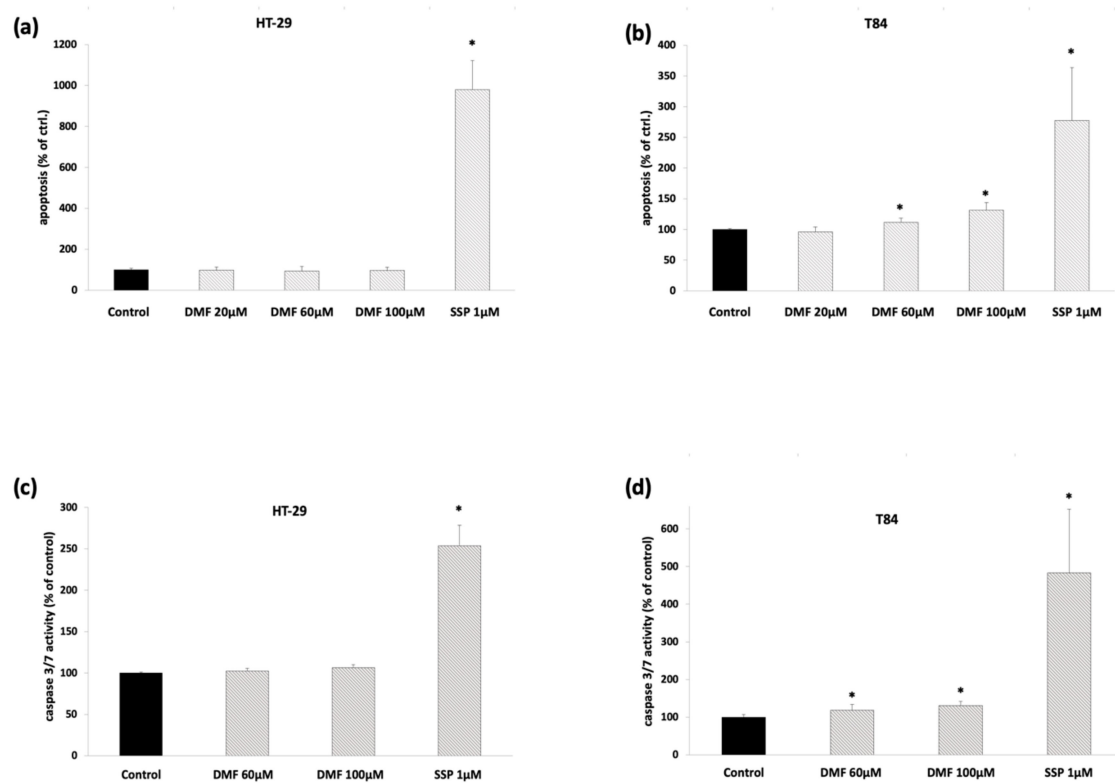 (a)
HT-29
apoptosis (% of ctrl.)
1200
1000
800
600
400
200
0
*
Control DMF 20µM DMF 60µM DMF 100µM SSP 1µM
(b)
T84
apoptosis (% of ctrl.)
400
350
300
250
200
150
100
50
0
* * *
Control DMF 20µM DMF 60µM DMF 100µM SSP 1µM
(c)
HT-29
caspase 3/7 activity (% of control)
300
250
200
150
100
50
0
*
Control DMF 60µM DMF 100µM SSP 1µM
(d)
T84
caspase 3/7 activity (% of control)
600
500
400
300
200
100
0
* * *
Control DMF 60µM DMF 100µM SSP 1µM